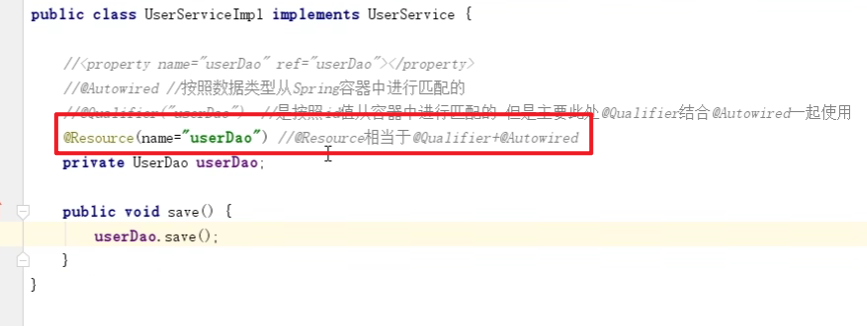 public class UserServiceImpl implements UserService {
//<property name="userDao" ref="userDao"></property>
//@Autowired //按照数据类型从Spring容器中进行匹配的
//@Qualifier("userDao") //是按照id值从容器中进行匹配的 但是主要此处@Qualifier结合@Autowired一起使用
@Resource(name="userDao") //@Resource相当于@Qualifier+@Autowired
private UserDao userDao;
public void save() {
userDao.save();
}
}